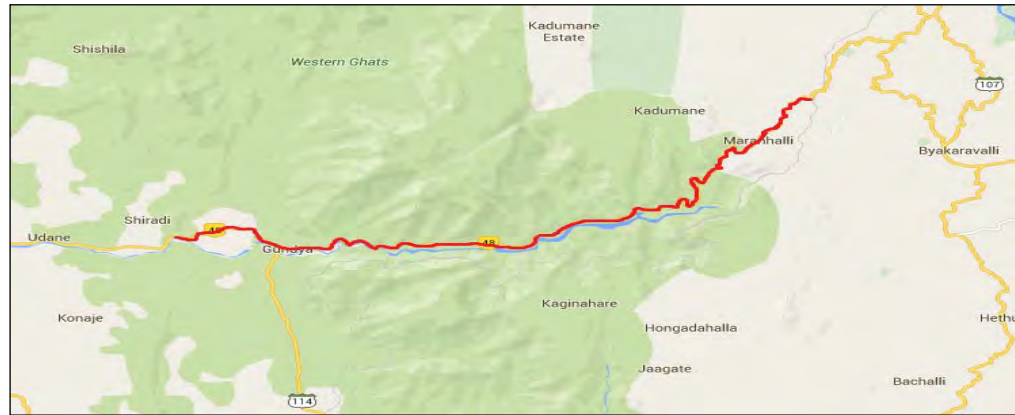 Kadumane
Estate
Shishila
Western Ghats
107
Kadumane
Maranhalli
Byakaravalli
Shiradi
48
Udane
Gundya
48
Kaginahare
Konaje
Hongadahalla
Hethu
Jaagate
Bachalli
114